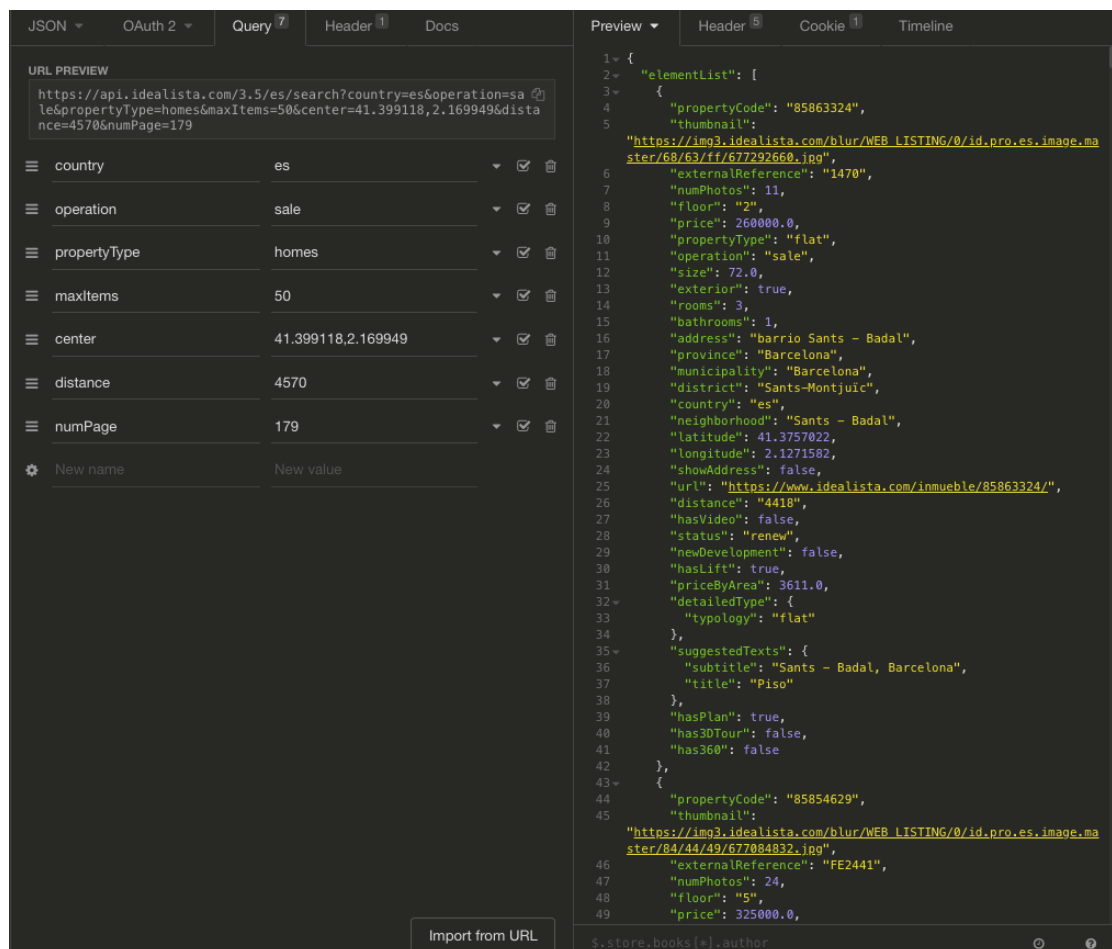 JSON OAuth 2 Query 7 Header 1 Docs
URL PREVIEW
https://api.idealista.com/3.5/es/search?country=es&operation=sa
le&propertyType=homes&maxItems=50&center=41.399118,2.169949&dista
nce=4570&numPage=179
country es
operation sale
propertyType homes
maxItems 50
center 41.399118,2.169949
distance 4570
numPage 179
New name New value
Import from URL
Preview Header 5 Cookie 1 Timeline
1 {
2 "elementList": [
3 {
4 "propertyCode": "85863324",
5 "thumbnail":
"https://img3.idealista.com/blur/WEB_LISTING/0/id.pro.es.image.ma
ster/68/63/ff/677292660.jpg",
6 "externalReference": "1470",
7 "numPhotos": 11,
8 "floor": "2",
9 "price": 260000.0,
10 "propertyType": "flat",
11 "operation": "sale",
12 "size": 72.0,
13 "exterior": true,
14 "rooms": 3,
15 "bathrooms": 1,
16 "address": "barrio Sants - Badal",
17 "province": "Barcelona",
18 "municipality": "Barcelona",
19 "district": "Sants-Montjuïc",
20 "country": "es",
21 "neighborhood": "Sants - Badal",
22 "latitude": 41.3757022,
23 "longitude": 2.1271582,
24 "showAddress": false,
25 "url": "https://www.idealista.com/inmueble/85863324/",
26 "distance": "4418",
27 "hasVideo": false,
28 "status": "renew",
29 "newDevelopment": false,
30 "hasLift": true,
31 "priceByArea": 3611.0,
32 "detailedType": {
33 "typology": "flat"
34 },
35 "suggestedTexts": {
36 "subtitle": "Sants - Badal, Barcelona",
37 "title": "Piso"
38 },
39 "hasPlan": true,
40 "has3DTour": false,
41 "has360": false
42 },
43 {
44 "propertyCode": "85854629",
45 "thumbnail":
"https://img3.idealista.com/blur/WEB_LISTING/0/id.pro.es.image.ma
ster/84/44/49/677084832.jpg",
46 "externalReference": "FE2441",
47 "numPhotos": 24,
48 "floor": "5",
49 "price": 325000.0,
$.store.books[*].author